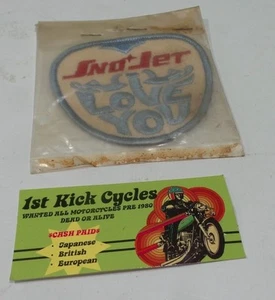 Sno Jet
LOVE
YOU
1st Kick Cycles
WANTED ALL MOTORCYCLES PRE 1980
DEAD OR ALIVE
*CASH PAID*
· Japanese
· British
· European